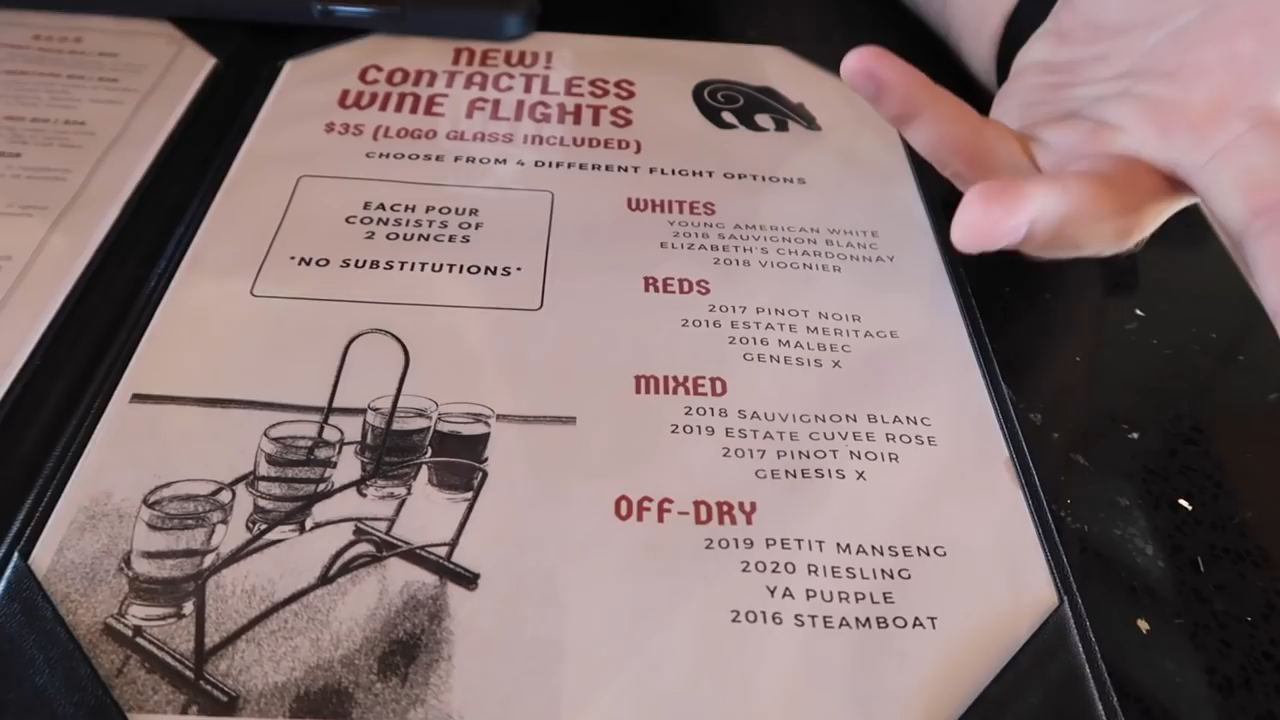 NEW!
CONTACTLESS
WINE FLIGHTS
$35 (LOGO GLASS INCLUDED)
CHOOSE FROM 4 DIFFERENT FLIGHT OPTIONS
EACH POUR
CONSISTS OF
2 OUNCES
*NO SUBSTITUTIONS*
WHITES
YOUNG AMERICAN WHITE
2018 SAUVIGNON BLANC
ELIZABETH'S CHARDONNAY
2018 VIOGNIER
REDS
2017 PINOT NOIR
2016 ESTATE MERITAGE
2016 MALBEC
GENESIS X
MIXED
2018 SAUVIGNON BLANC
2019 ESTATE CUVEE ROSE
2017 PINOT NOIR
GENESIS X
OFF-DRY
2019 PETIT MANSENG
2020 RIESLING
YA PURPLE
2016 STEAMBOAT